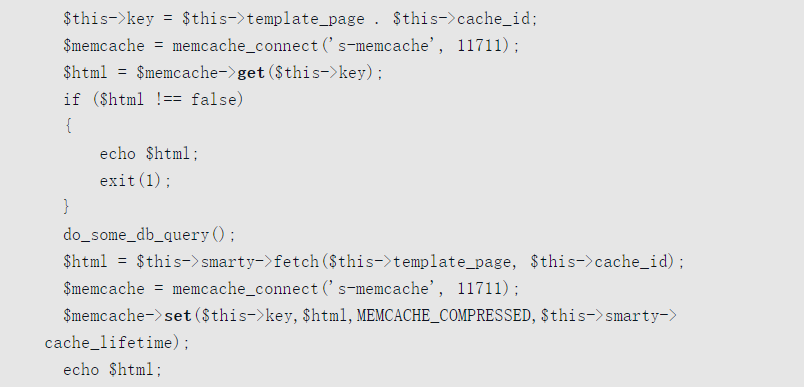 $this->key = $this->template_page . $this->cache_id;
$memcache = memcache_connect('s-memcache', 11711);
$html = $memcache->get($this->key);
if ($html !== false)
{
echo $html;
exit(1);
}
do_some_db_query();
$html = $this->smarty->fetch($this->template_page, $this->cache_id);
$memcache = memcache_connect('s-memcache', 11711);
$memcache->set($this->key,$html,MEMCACHE_COMPRESSED,$this->smarty->
cache_lifetime);
echo $html;